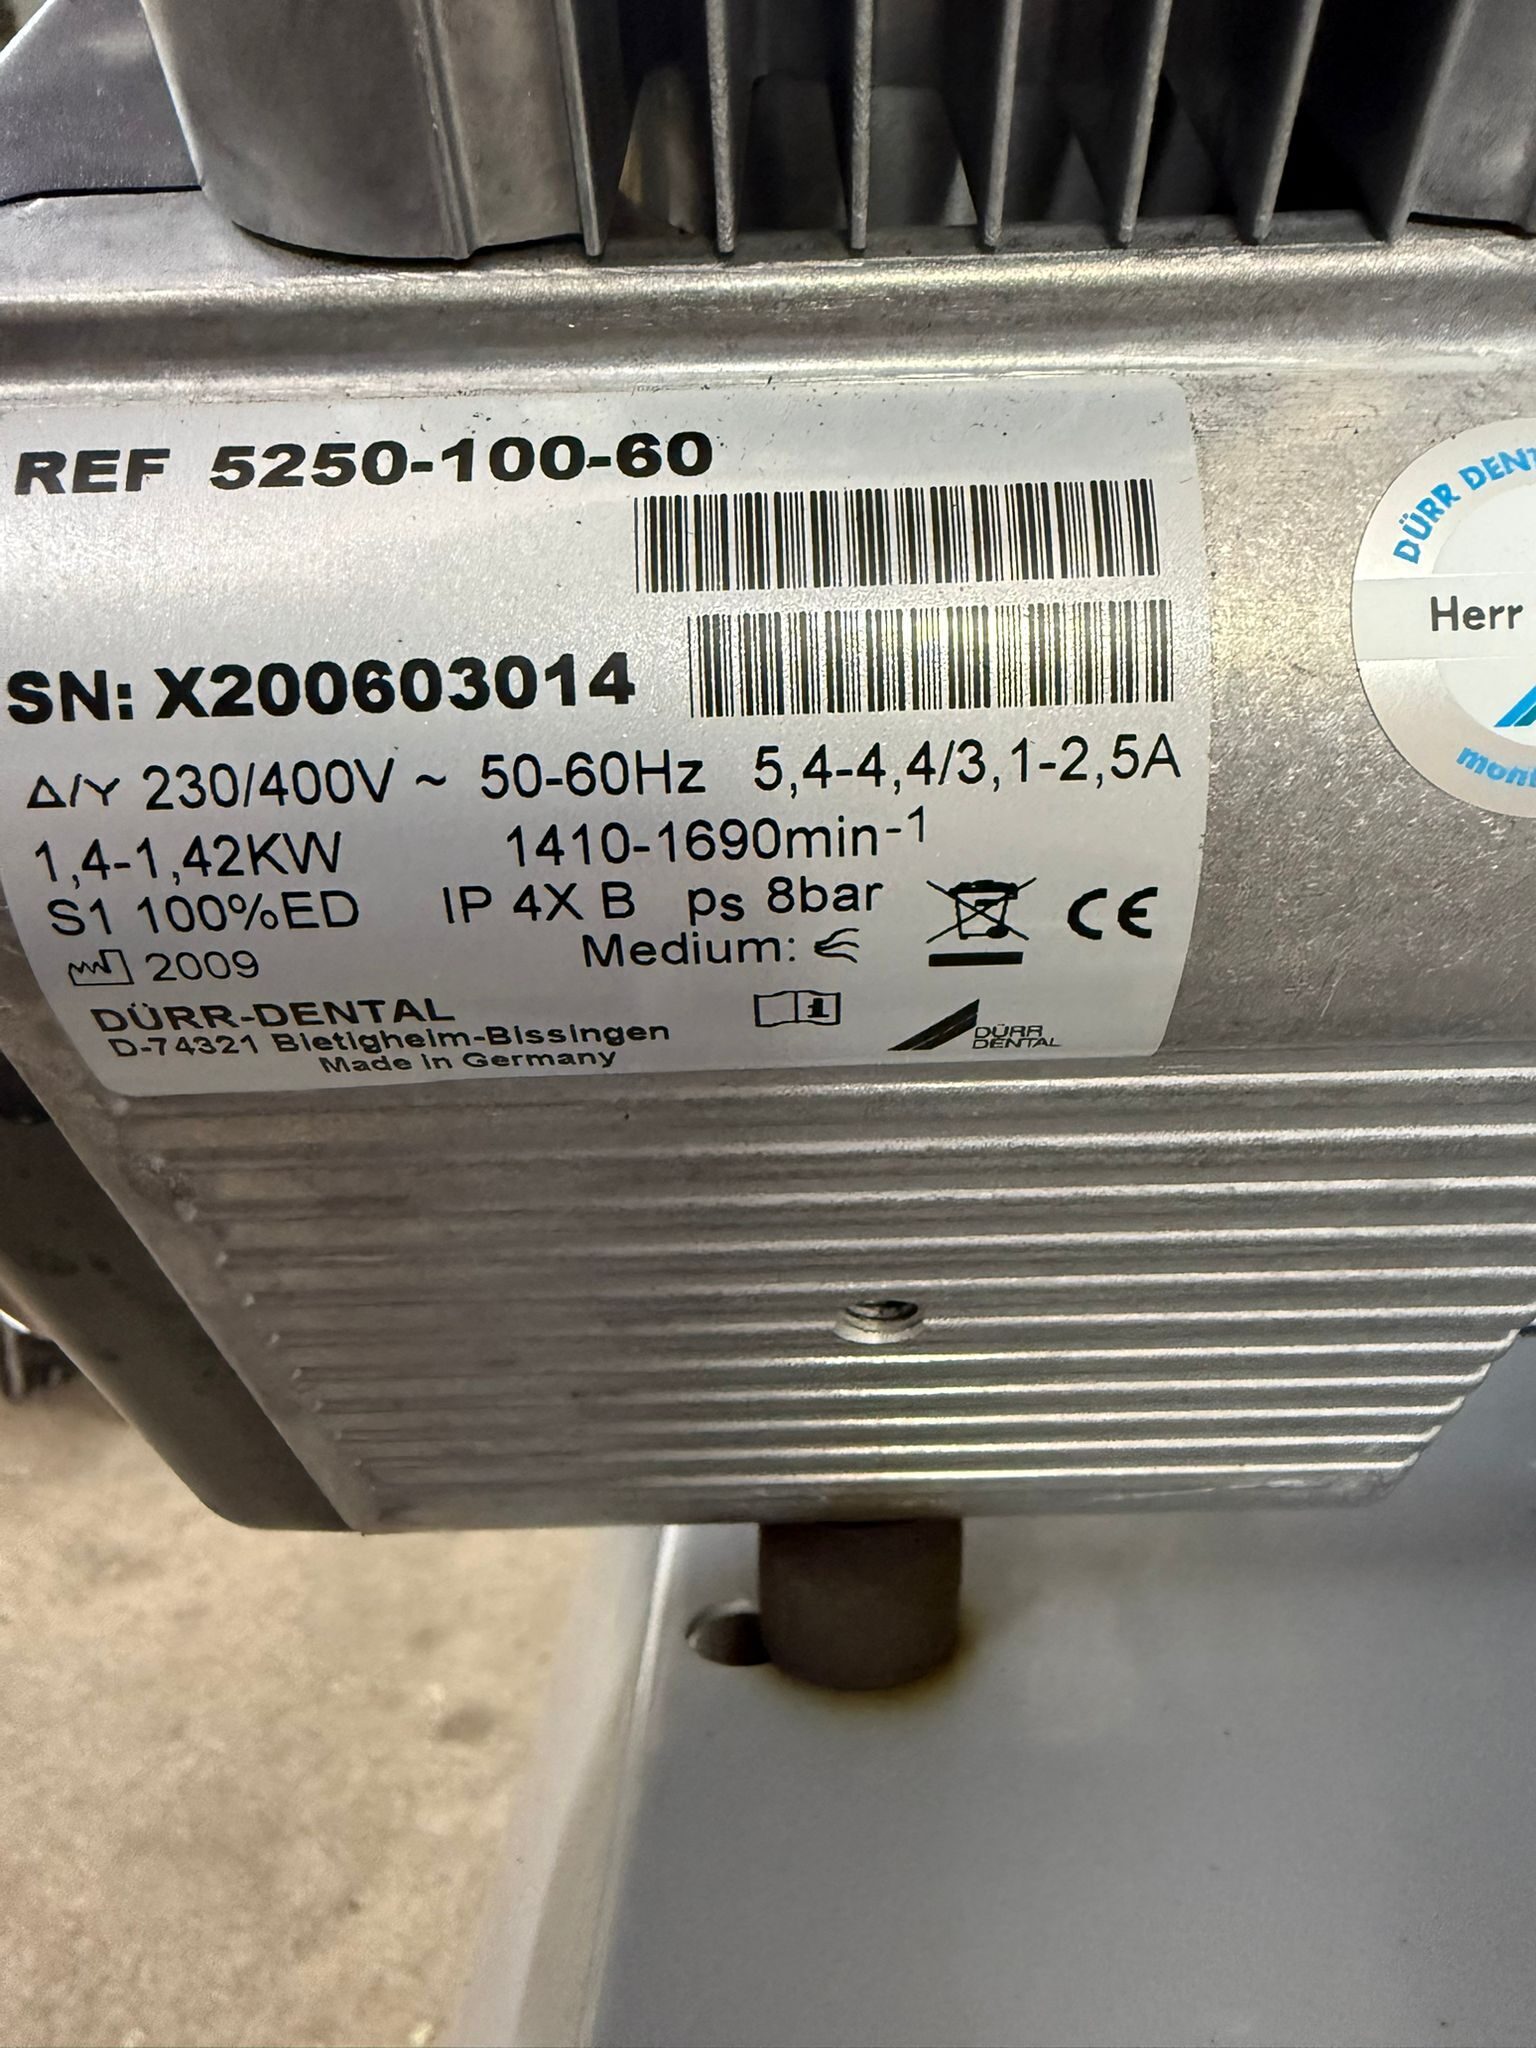 REF 5250-100-60
SN: X200603014
Δ/Y 230/400V ~ 50-60Hz 5,4-4,4/3,1-2,5A
1,4-1,42KW 1410-1690min-1
S1 100%ED IP 4X B ps 8bar
2009 Medium:
DÜRR-DENTAL
D-74321 Bietigheim-Bissingen
Made in Germany
DÜRR
DENTAL
CE
DÜRR
Herr